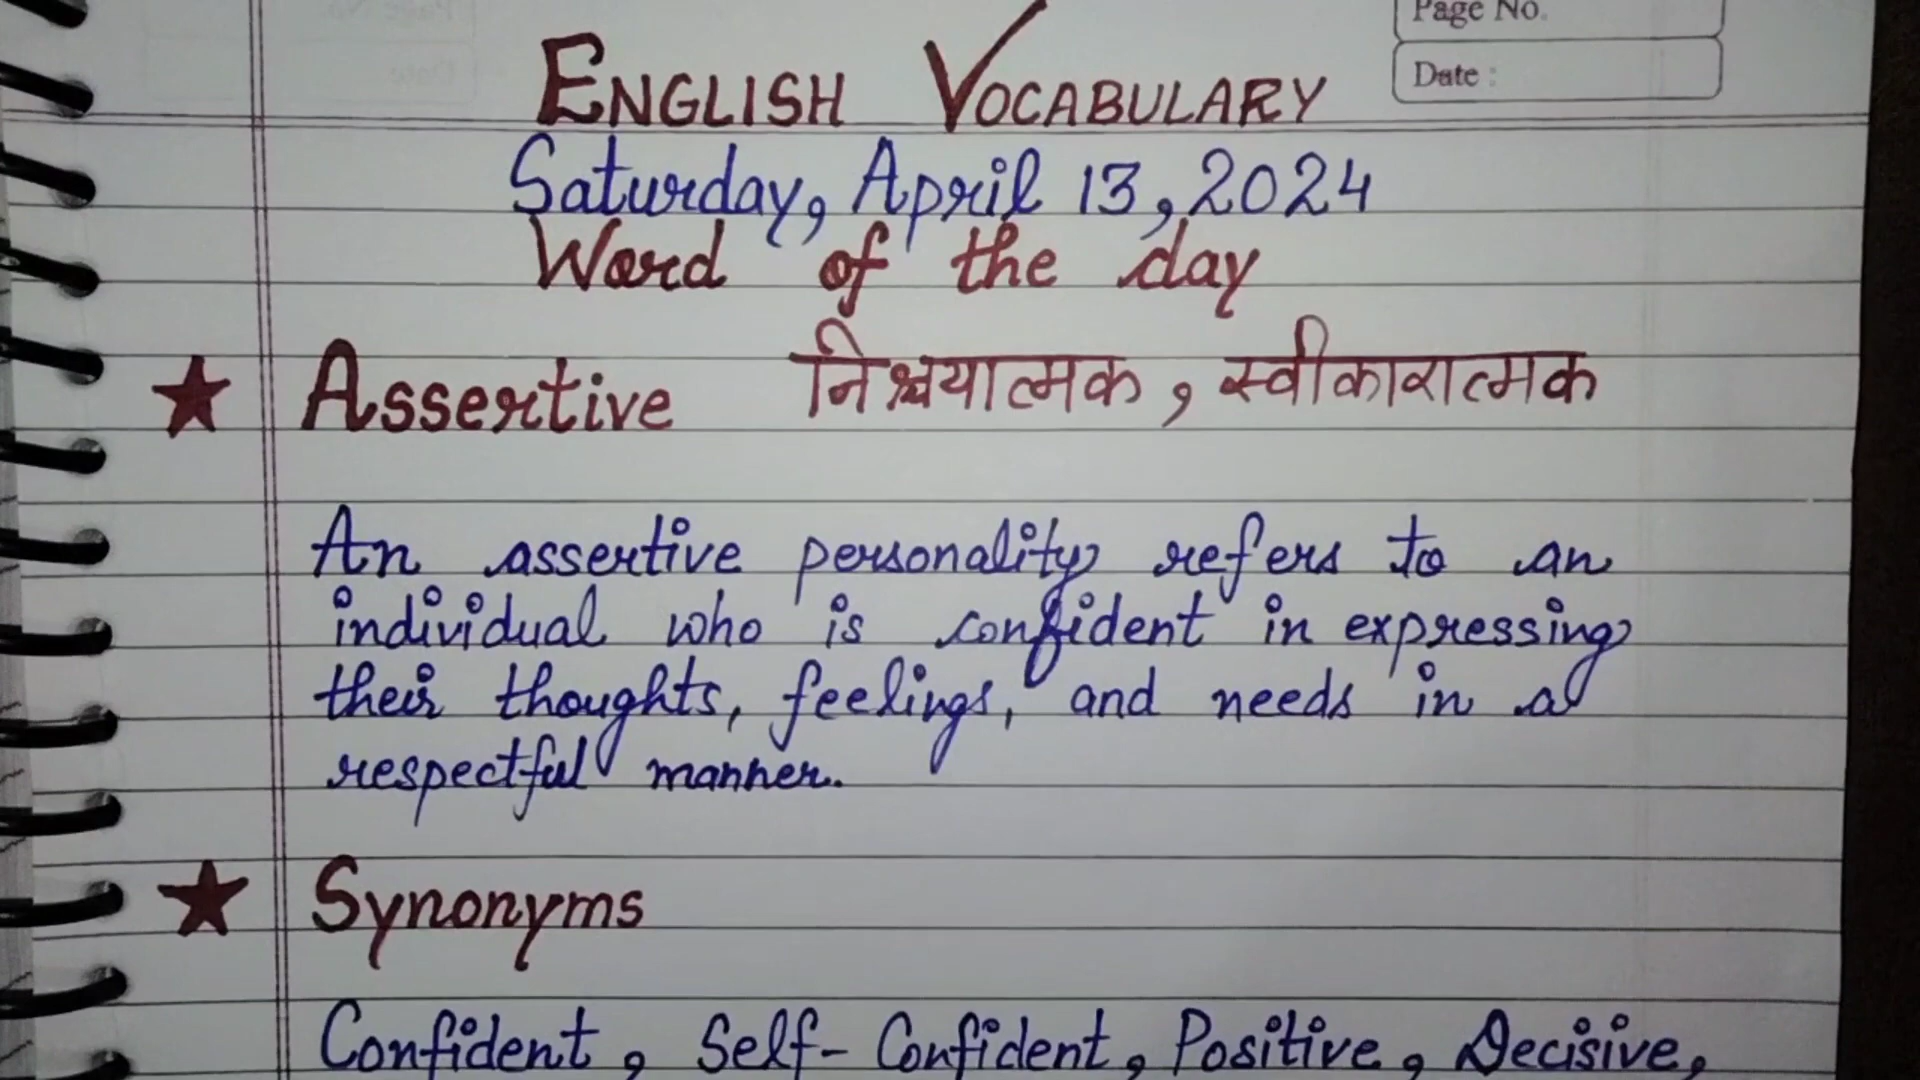 Page No.
Date :
ENGLISH VOCABULARY
Saturday, April 13, 2024
Word of the day
★ Assertive निश्चयात्मक, स्वीकारात्मक
An assertive personality refers to an
individual who is confident in expressing
their thoughts, feelings, and needs in a
respectful manner.
★ Synonyms
Confident, Self-Confident, Positive, Decisive,